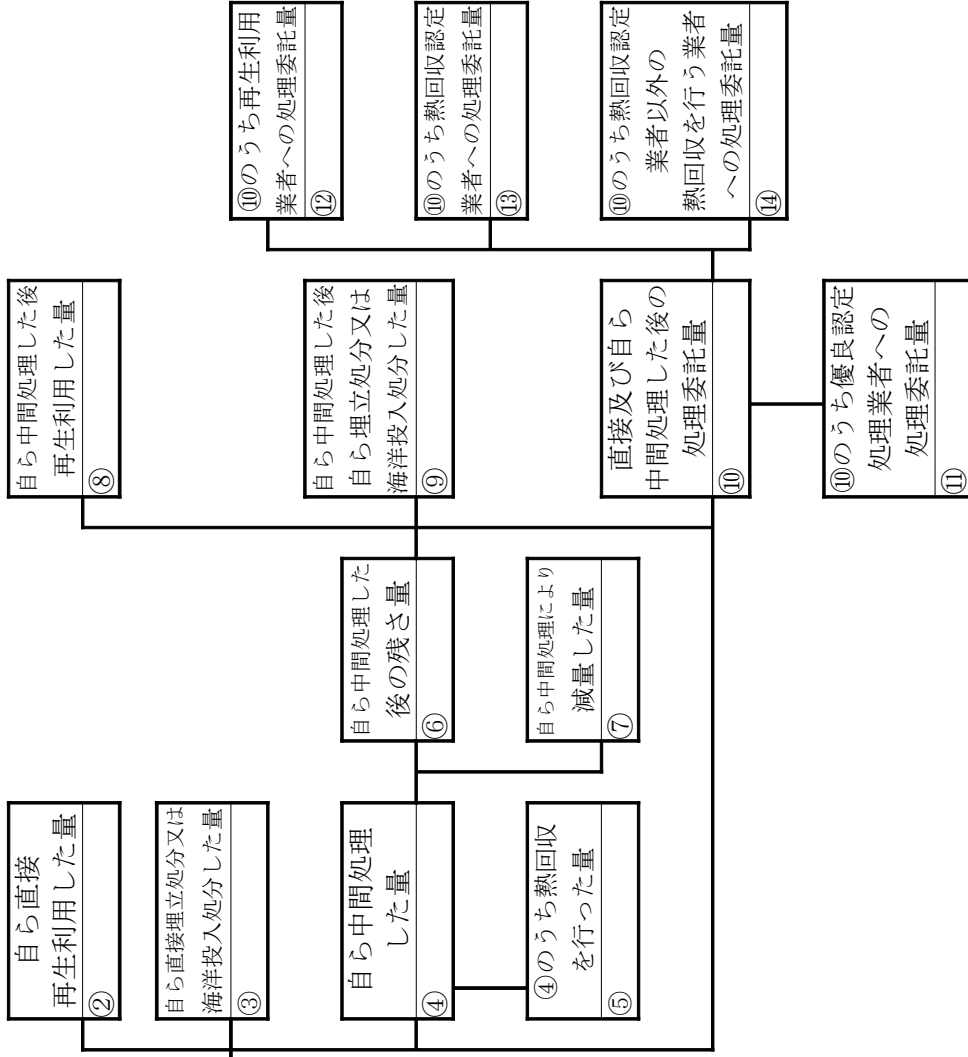 自ら直接
再生利用した量
②
自ら直接埋立処分又は
海洋投入処分した量
③
自ら中間処理
した量
④
④のうち熱回収
を行った量
⑤
自ら中間処理した
後の残さ量
⑥
自ら中間処理により
減量した量
⑦
自ら中間処理した後
再生利用した量
⑧
自ら中間処理した後
自ら埋立処分又は
海洋投入処分した量
⑨
直接及び自ら
中間処理した後の
処理委託量
⑩
⑩のうち優良認定
処理業者への
処理委託量
⑪
⑩のうち再生利用
業者への処理委託量
⑫
⑩のうち熱回収認定
業者への処理委託量
⑬
⑩のうち熱回収認定
業者以外の
熱回収を行う業者
への処理委託量
⑭